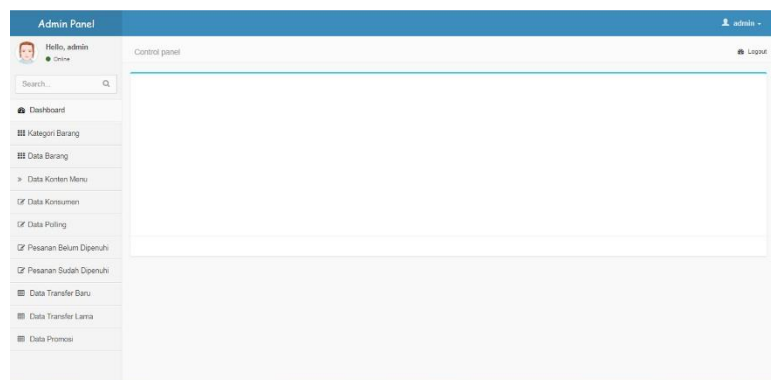 Admin Panel
admin
Hello, admin
Online
Control panel
Logout
Search...
Dashboard
Kategori Barang
Data Barang
Data Konten Menu
Data Konsumen
Data Polling
Pesanan Belum Dipenuhi
Pesanan Sudah Dipenuhi
Data Transfer Baru
Data Transfer Lama
Data Promosi